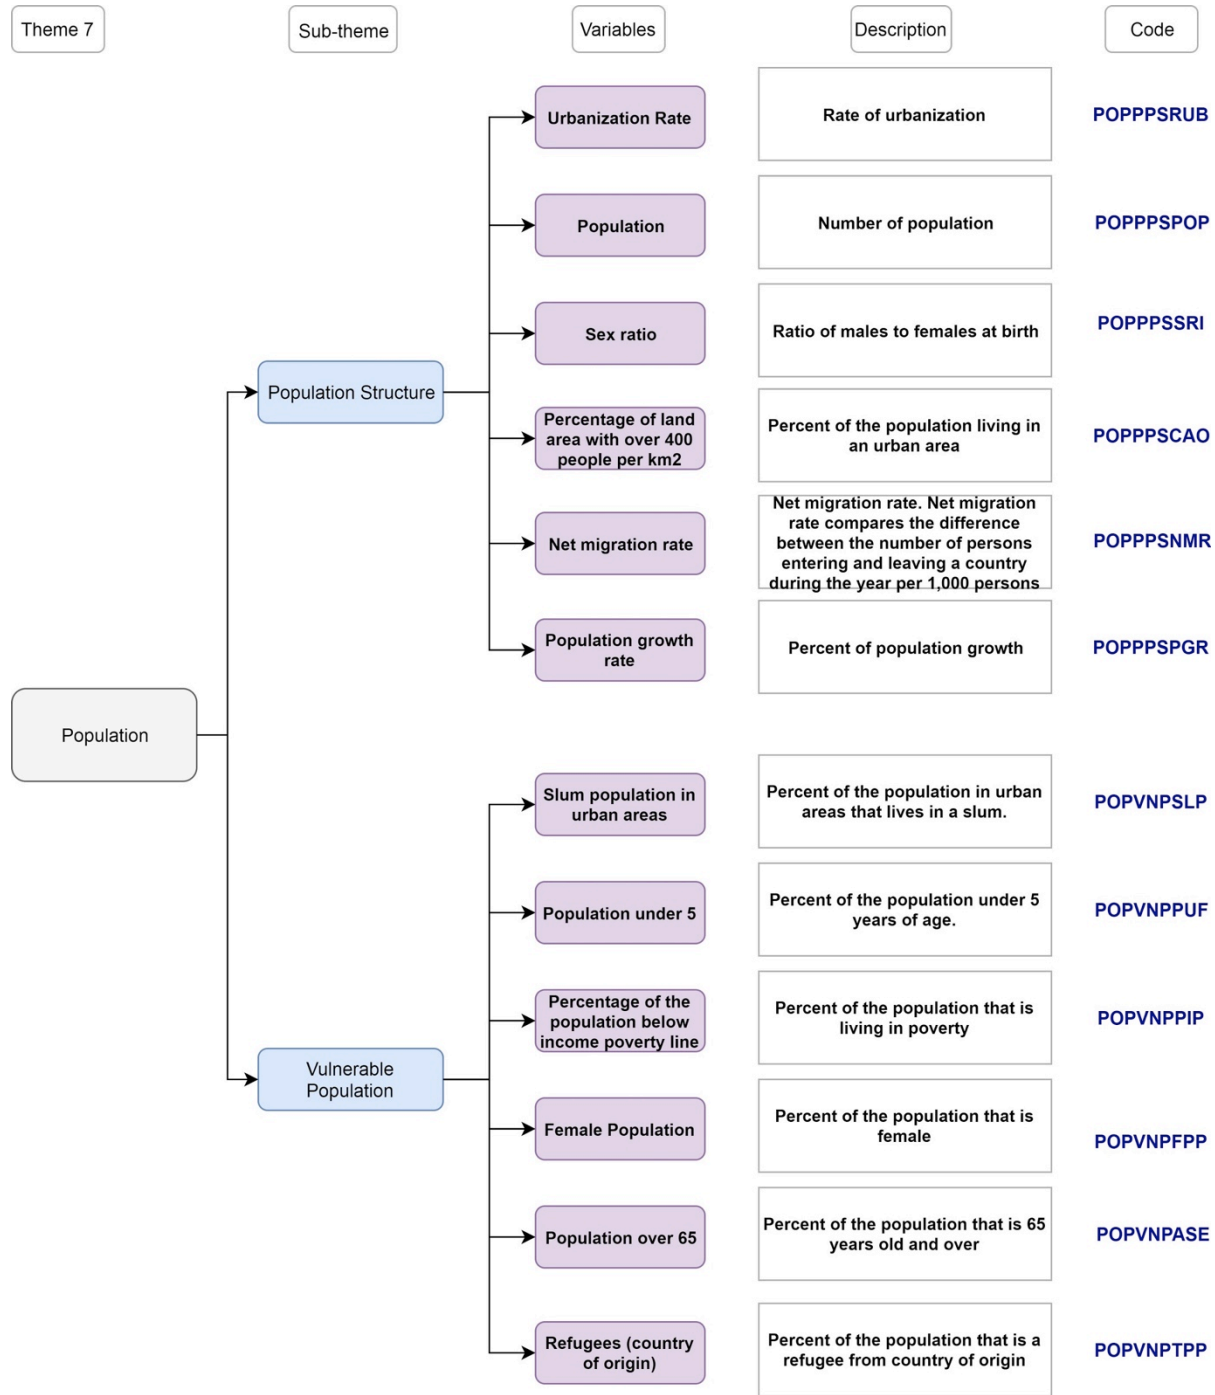 Theme 7
Sub-theme
Variables
Description
Code
Urbanization Rate
Rate of urbanization
POPPPSRUB
Population
Number of population
POPPPSPOP
Sex ratio
Ratio of males to females at birth
POPPPSSRI
Population Structure
Percentage of land
area with over 400
people per km2
Percent of the population living in
an urban area
POPPPSCAO
Net migration rate
Net migration rate. Net migration
rate compares the difference
between the number of persons
entering and leaving a country
during the year per 1,000 persons
POPPPSNMR
Population growth
rate
Percent of population growth
POPPPSPGR
Population
Slum population in
urban areas
Percent of the population in urban
areas that lives in a slum.
POPVNPSLP
Population under 5
Percent of the population under 5
years of age.
POPVNPPUF
Percentage of the
population below
income poverty line
Percent of the population that is
living in poverty
POPVNPPIP
Vulnerable
Population
Female Population
Percent of the population that is
female
POPVNPFPP
Population over 65
Percent of the population that is 65
years old and over
POPVNPASE
Refugees (country
of origin)
Percent of the population that is a
refugee from country of origin
POPVNPTPP